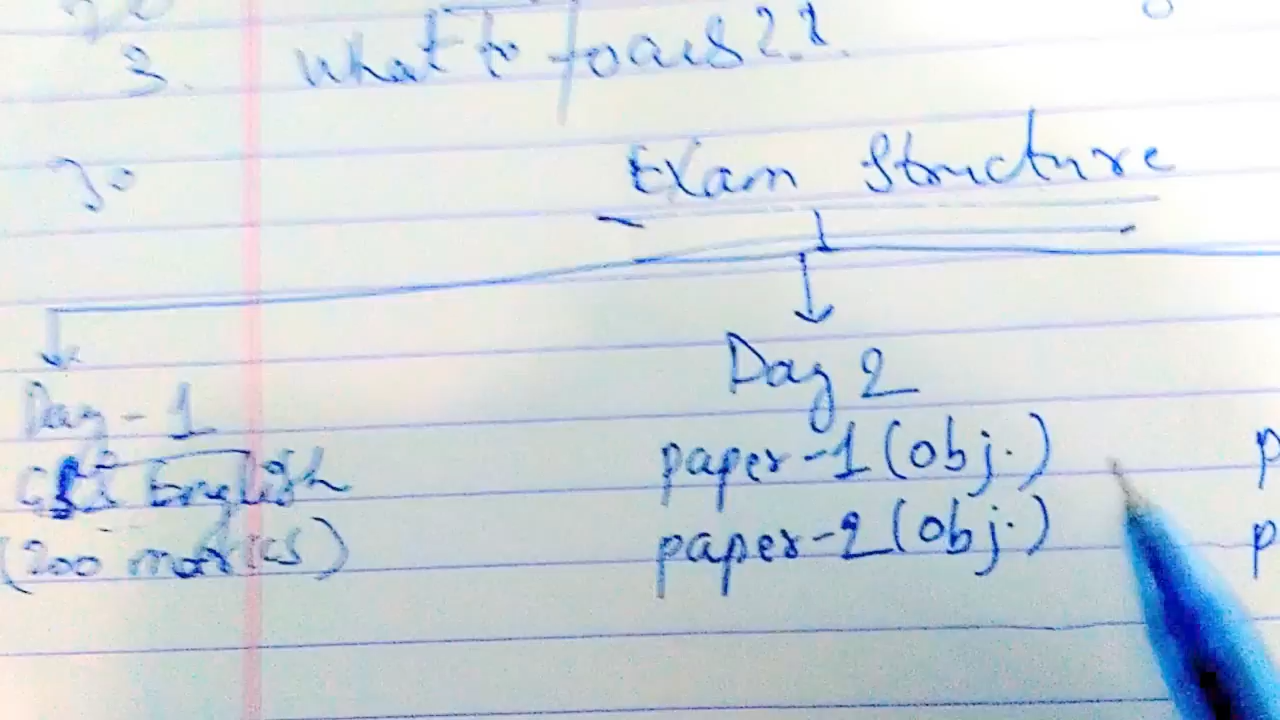 3. What to focus??
Exam Structure
Day - 1
Day 2
English
paper-1 (obj.)
(200 marks)
paper-2 (obj.)